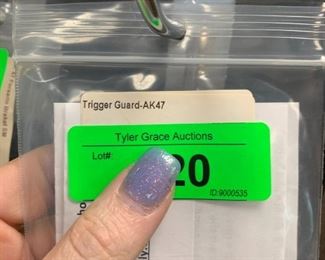 Trigger Guard-AK47
Tyler Grace Auctions
Lot#:
20
ID:9000535